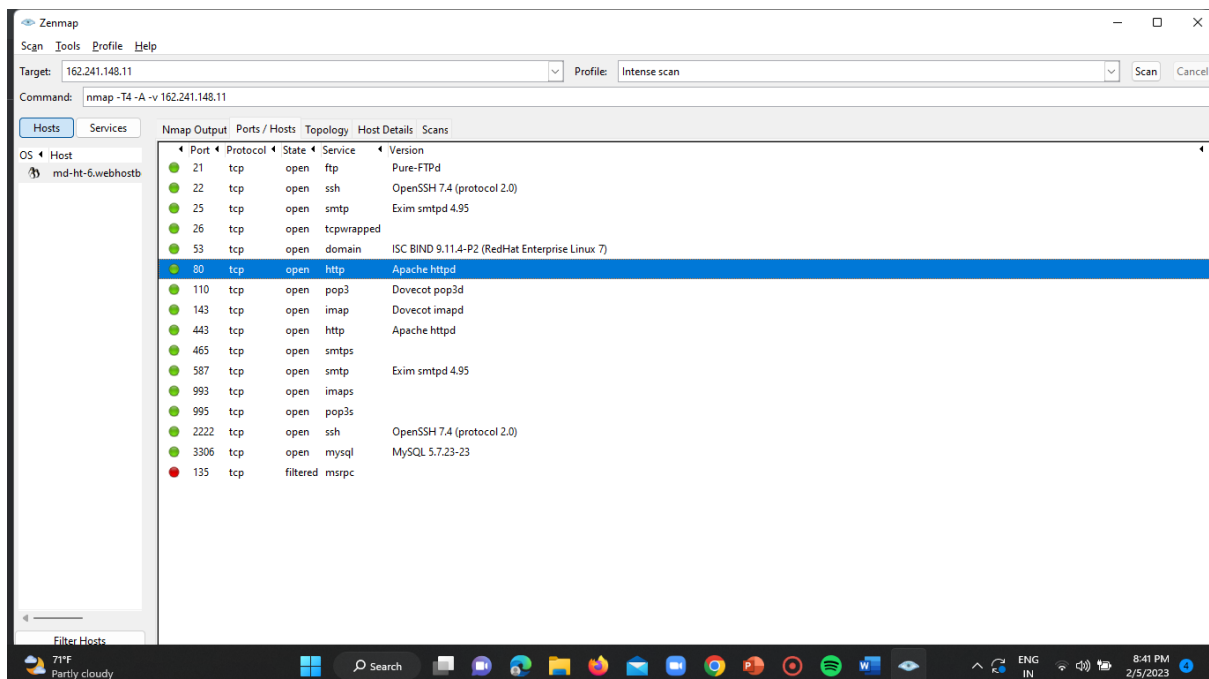 Zenmap
Scan Tools Profile Help
Target: 162.241.148.11 Profile: Intense scan Scan Cancel
Command: nmap -T4 -A -v 162.241.148.11
Hosts Services Nmap Output Ports / Hosts Topology Host Details Scans
OS Host Port Protocol State Service Version
md-ht-6.webhostb
21 tcp open ftp Pure-FTPd
22 tcp open ssh OpenSSH 7.4 (protocol 2.0)
25 tcp open smtp Exim smtpd 4.95
26 tcp open tcpwrapped
53 tcp open domain ISC BIND 9.11.4-P2 (RedHat Enterprise Linux 7)
80 tcp open http Apache httpd
110 tcp open pop3 Dovecot pop3d
143 tcp open imap Dovecot imapd
443 tcp open http Apache httpd
465 tcp open smtps
587 tcp open smtp Exim smtpd 4.95
993 tcp open imaps
995 tcp open pop3s
2222 tcp open ssh OpenSSH 7.4 (protocol 2.0)
3306 tcp open mysql MySQL 5.7.23-23
135 tcp filtered msrpc
Filter Hosts
71°F
Partly cloudy
Search
ENG
IN
8:41 PM
2/5/2023
4